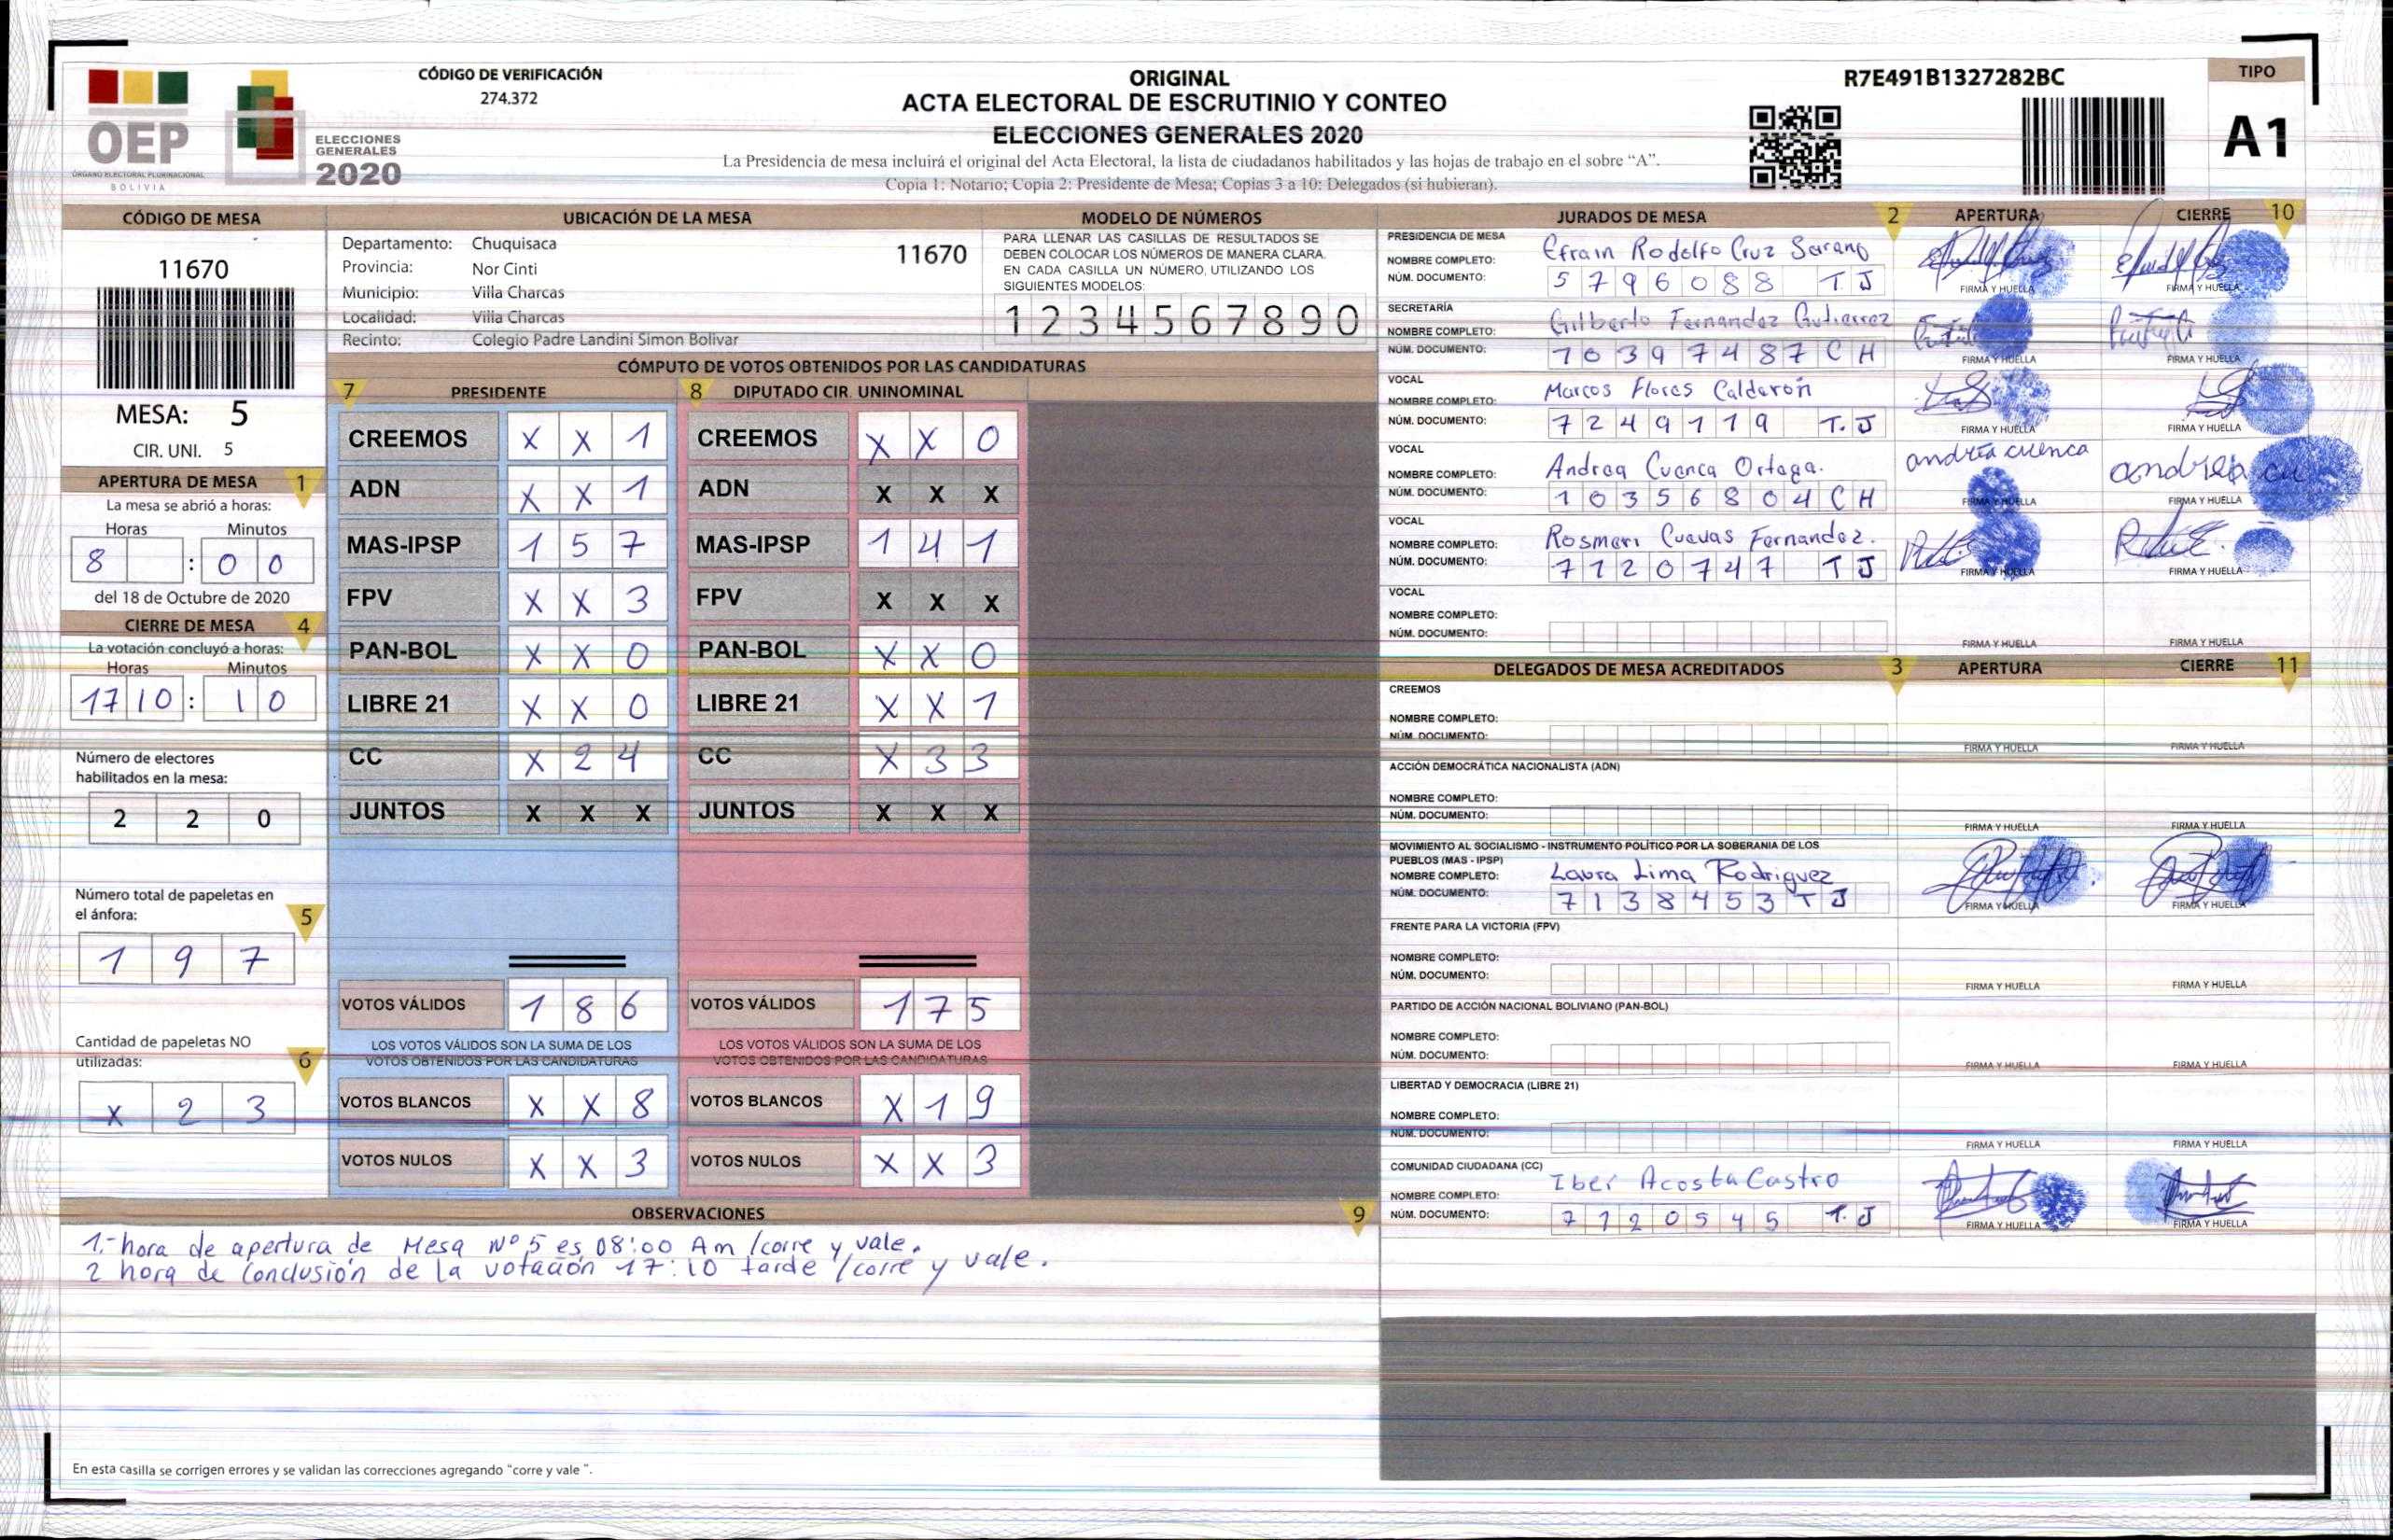 CÓDIGO DE VERIFICACIÓN
274.372
OEP
ÓRGANO ELECTORAL PLURINACIONAL
BOLIVIA
ELECCIONES
GENERALES
2020
ORIGINAL
ACTA ELECTORAL DE ESCRUTINIO Y CONTEO
ELECCIONES GENERALES 2020
La Presidencia de mesa incluirá el original del Acta Electoral, la lista de ciudadanos habilitados y las hojas de trabajo en el sobre “A”.
Copia 1: Notario; Copia 2: Presidente de Mesa; Copias 3 a 10: Delegados (si hubieran).
R7E491B1327282BC
TIPO
A1
CÓDIGO DE MESA
11670
MESA: 5
CIR. UNI. 5
APERTURA DE MESA 1
La mesa se abrió a horas:
Horas Minutos
8 : 0 0
del 18 de Octubre de 2020
CIERRE DE MESA 4
La votación concluyó a horas:
Horas Minutos
17 10 : 1 0
Número de electores
habilitados en la mesa:
2 2 0
Número total de papeletas en
el ánfora: 5
1 9 7
Cantidad de papeletas NO
utilizadas: 6
X 2 3
UBICACIÓN DE LA MESA
Departamento: Chuquisaca 11670
Provincia: Nor Cinti
Municipio: Villa Charcas
Localidad: Villa Charcas
Recinto: Colegio Padre Landini Simon Bolivar
MODELO DE NÚMEROS
PARA LLENAR LAS CASILLAS DE RESULTADOS SE
DEBEN COLOCAR LOS NÚMEROS DE MANERA CLARA.
EN CADA CASILLA UN NÚMERO, UTILIZANDO LOS
SIGUIENTES MODELOS:
1 2 3 4 5 6 7 8 9 0
CÓMPUTO DE VOTOS OBTENIDOS POR LAS CANDIDATURAS
7 PRESIDENTE 8 DIPUTADO CIR. UNINOMINAL
CREEMOS X X 1 CREEMOS X X 0
ADN X X 1 ADN X X X
MAS-IPSP 1 5 7 MAS-IPSP 1 4 1
FPV X X 3 FPV X X X
PAN-BOL X X 0 PAN-BOL X X 0
LIBRE 21 X X 0 LIBRE 21 X X 1
CC X 2 4 CC X 3 3
JUNTOS X X X JUNTOS X X X
VOTOS VÁLIDOS 1 8 6 VOTOS VÁLIDOS 1 7 5
LOS VOTOS VÁLIDOS SON LA SUMA DE LOS LOS VOTOS VÁLIDOS SON LA SUMA DE LOS
VOTOS OBTENIDOS POR LAS CANDIDATURAS VOTOS OBTENIDOS POR LAS CANDIDATURAS
VOTOS BLANCOS X X 8 VOTOS BLANCOS X 1 9
VOTOS NULOS X X 3 VOTOS NULOS X X 3
OBSERVACIONES 9
1.- hora de apertura de Mesa Nº 5 es 08:00 Am /corre y vale.
2 hora de conclusión de la votación 17:10 tarde /corre y vale.
En esta casilla se corrigen errores y se validan las correcciones agregando “corre y vale ”.
JURADOS DE MESA 2 APERTURA CIERRE 10
PRESIDENCIA DE MESA
NOMBRE COMPLETO: Efrain Rodolfo Cruz Sarano
NÚM. DOCUMENTO: 5 7 9 6 0 8 8 T J
FIRMA Y HUELLA FIRMA Y HUELLA
SECRETARÍA
NOMBRE COMPLETO: Gilberto Fernandez Gutierrez
NÚM. DOCUMENTO: 1 0 3 9 7 4 8 7 C H
FIRMA Y HUELLA FIRMA Y HUELLA
VOCAL
NOMBRE COMPLETO: Marcos Flores Calderón
NÚM. DOCUMENTO: 7 2 4 9 1 1 9 T. J
FIRMA Y HUELLA FIRMA Y HUELLA
VOCAL
NOMBRE COMPLETO: Andrea Cuenca Ortega. andrea cuenca andrea cu
NÚM. DOCUMENTO: 1 0 3 5 6 8 0 4 C H
FIRMA Y HUELLA FIRMA Y HUELLA
VOCAL
NOMBRE COMPLETO: Rosmeri Cuevas Fernandez.
NÚM. DOCUMENTO: 7 1 2 0 7 4 7 T J
FIRMA Y HUELLA FIRMA Y HUELLA
VOCAL
NOMBRE COMPLETO:
NÚM. DOCUMENTO:
FIRMA Y HUELLA FIRMA Y HUELLA
DELEGADOS DE MESA ACREDITADOS 3 APERTURA CIERRE 11
CREEMOS
NOMBRE COMPLETO:
NÚM. DOCUMENTO:
FIRMA Y HUELLA FIRMA Y HUELLA
ACCIÓN DEMOCRÁTICA NACIONALISTA (ADN)
NOMBRE COMPLETO:
NÚM. DOCUMENTO:
FIRMA Y HUELLA FIRMA Y HUELLA
MOVIMIENTO AL SOCIALISMO - INSTRUMENTO POLÍTICO POR LA SOBERANIA DE LOS
PUEBLOS (MAS - IPSP)
NOMBRE COMPLETO: Laura Lima Rodriguez
NÚM. DOCUMENTO: 7 1 3 8 4 5 3 T J
FIRMA Y HUELLA FIRMA Y HUELLA
FRENTE PARA LA VICTORIA (FPV)
NOMBRE COMPLETO:
NÚM. DOCUMENTO:
FIRMA Y HUELLA FIRMA Y HUELLA
PARTIDO DE ACCIÓN NACIONAL BOLIVIANO (PAN-BOL)
NOMBRE COMPLETO:
NÚM. DOCUMENTO:
FIRMA Y HUELLA FIRMA Y HUELLA
LIBERTAD Y DEMOCRACIA (LIBRE 21)
NOMBRE COMPLETO:
NÚM. DOCUMENTO:
FIRMA Y HUELLA FIRMA Y HUELLA
COMUNIDAD CIUDADANA (CC)
NOMBRE COMPLETO: Iber Acosta Castro
NÚM. DOCUMENTO: 7 1 2 0 5 4 5 T. J
FIRMA Y HUELLA FIRMA Y HUELLA